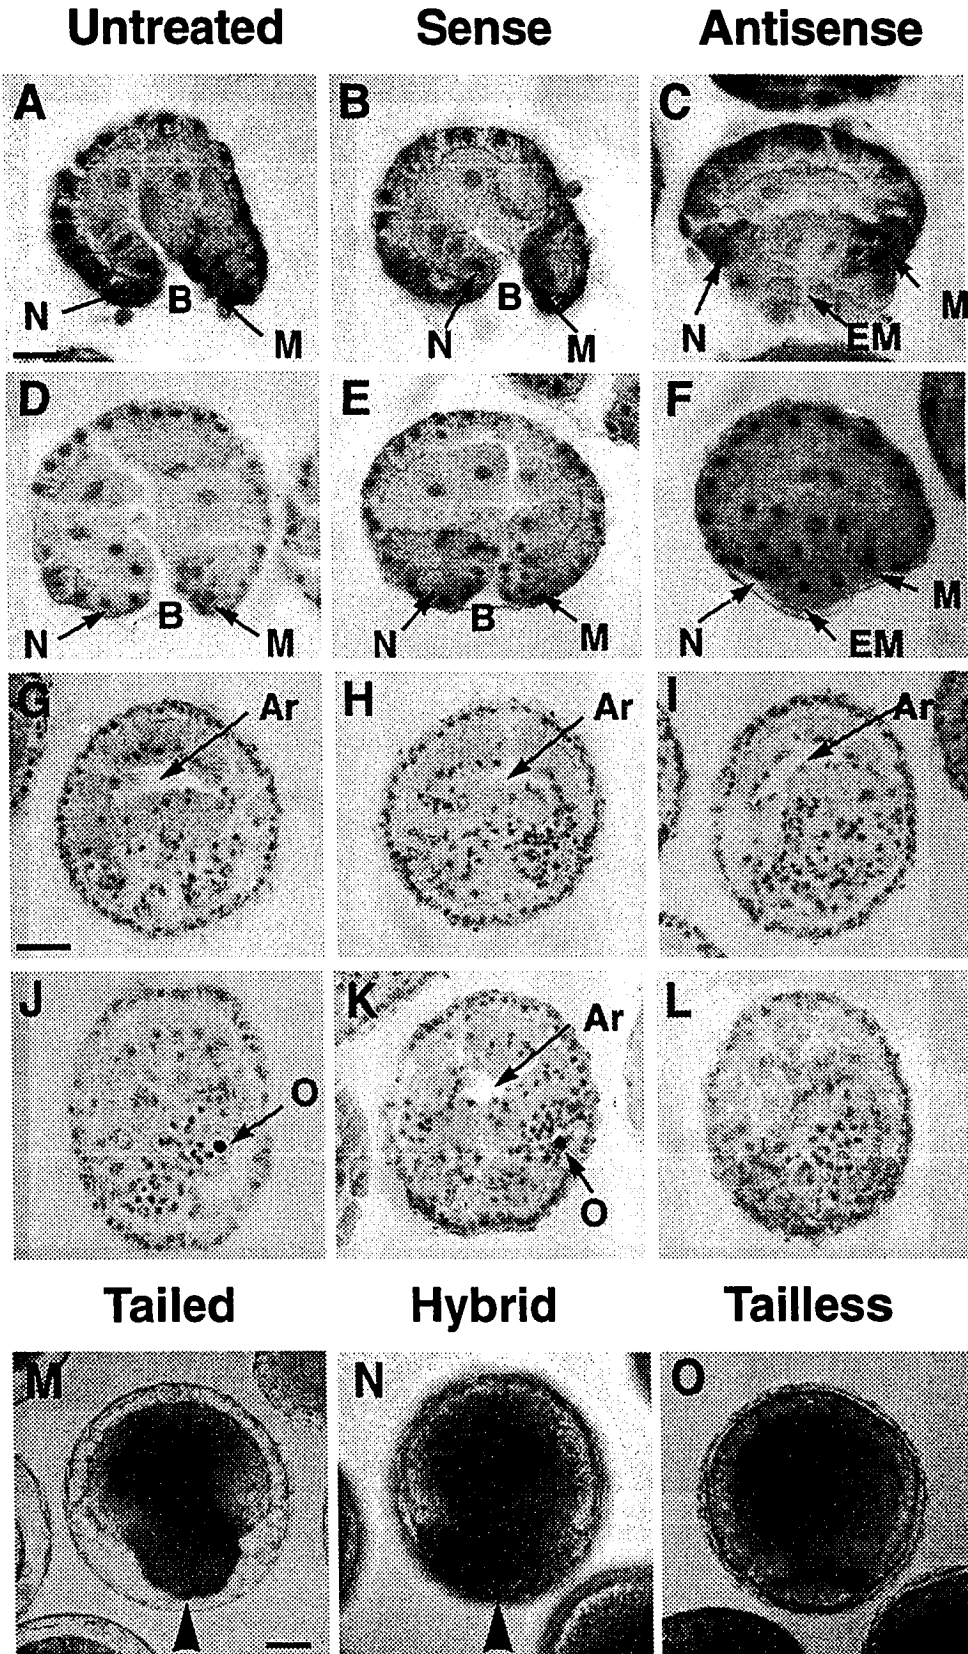 Untreated Sense Antisense
A B C
N B M N B M N EM M
D E F
N B M N B M N EM M
G Ar H Ar I Ar
J O K Ar O L
Tailed Hybrid Tailless
M N O